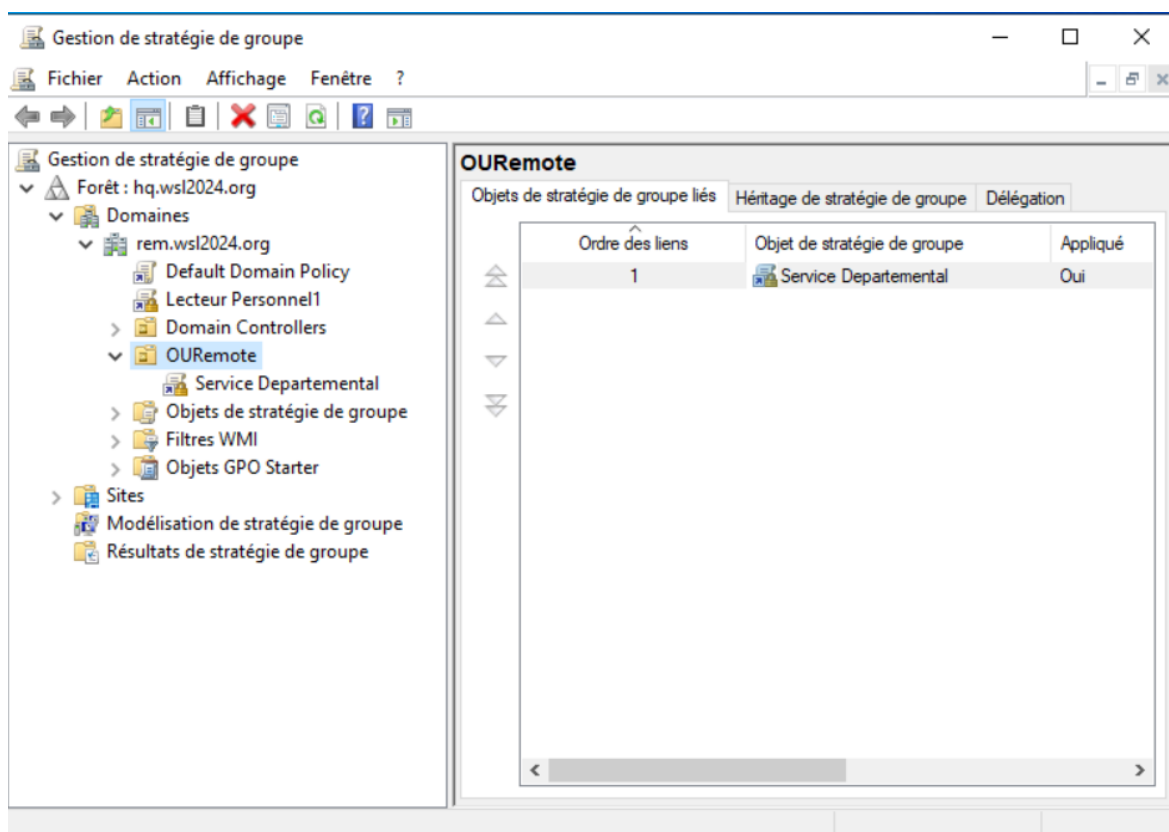 Gestion de stratégie de groupe
Fichier Action Affichage Fenêtre ?
Gestion de stratégie de groupe
Forêt : hq.wsl2024.org
Domaines
rem.wsl2024.org
Default Domain Policy
Lecteur Personnel1
Domain Controllers
OURemote
Service Departemental
Objets de stratégie de groupe
Filtres WMI
Objets GPO Starter
Sites
Modélisation de stratégie de groupe
Résultats de stratégie de groupe
OURemote
Objets de stratégie de groupe liés Héritage de stratégie de groupe Délégation
Ordre des liens Objet de stratégie de groupe Appliqué
1 Service Departemental Oui